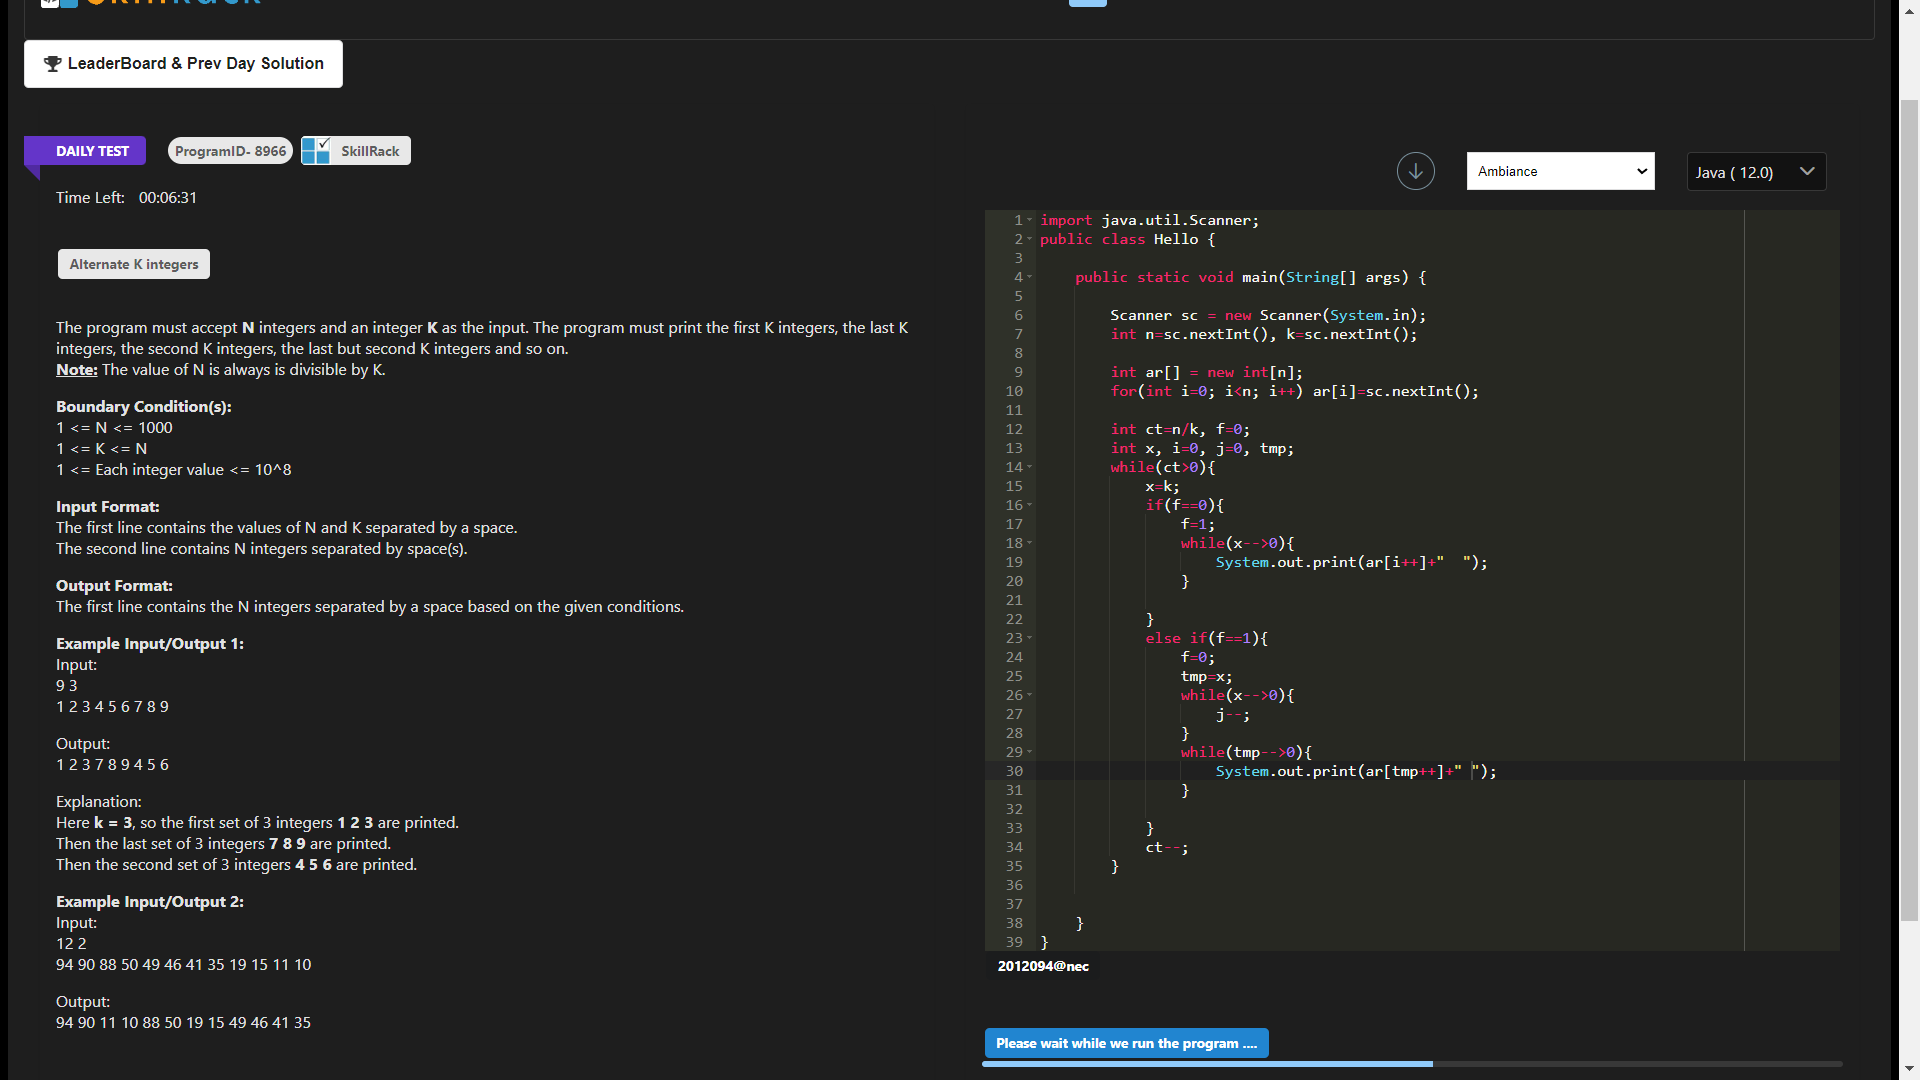 LeaderBoard & Prev Day Solution
DAILY TEST
ProgramID- 8966
SkillRack
Time Left: 00:06:31
Alternate K integers
The program must accept N integers and an integer K as the input. The program must print the first K integers, the last K
integers, the second K integers, the last but second K integers and so on.
Note: The value of N is always is divisible by K.
Boundary Condition(s):
1 <= N <= 1000
1 <= K <= N
1 <= Each integer value <= 10^8
Input Format:
The first line contains the values of N and K separated by a space.
The second line contains N integers separated by space(s).
Output Format:
The first line contains the N integers separated by a space based on the given conditions.
Example Input/Output 1:
Input:
9 3
1 2 3 4 5 6 7 8 9
Output:
1 2 3 7 8 9 4 5 6
Explanation:
Here k = 3, so the first set of 3 integers 1 2 3 are printed.
Then the last set of 3 integers 7 8 9 are printed.
Then the second set of 3 integers 4 5 6 are printed.
Example Input/Output 2:
Input:
12 2
94 90 88 50 49 46 41 35 19 15 11 10
Output:
94 90 11 10 88 50 19 15 49 46 41 35
Ambiance
Java ( 12.0)
1 import java.util.Scanner;
2 public class Hello {
3
4 public static void main(String[] args) {
5
6 Scanner sc = new Scanner(System.in);
7 int n=sc.nextInt(), k=sc.nextInt();
8
9 int ar[] = new int[n];
10 for(int i=0; i<n; i++) ar[i]=sc.nextInt();
11
12 int ct=n/k, f=0;
13 int x, i=0, j=0, tmp;
14 while(ct>0){
15 x=k;
16 if(f==0){
17 f=1;
18 while(x-->0){
19 System.out.print(ar[i++]+"  ");
20 }
21
22 }
23 else if(f==1){
24 f=0;
25 tmp=x;
26 while(x-->0){
27 j--;
28 }
29 while(tmp-->0){
30 System.out.print(ar[tmp++]+" ");
31 }
32
33 }
34 ct--;
35 }
36
37
38 }
39 }
2012094@nec
Please wait while we run the program ....